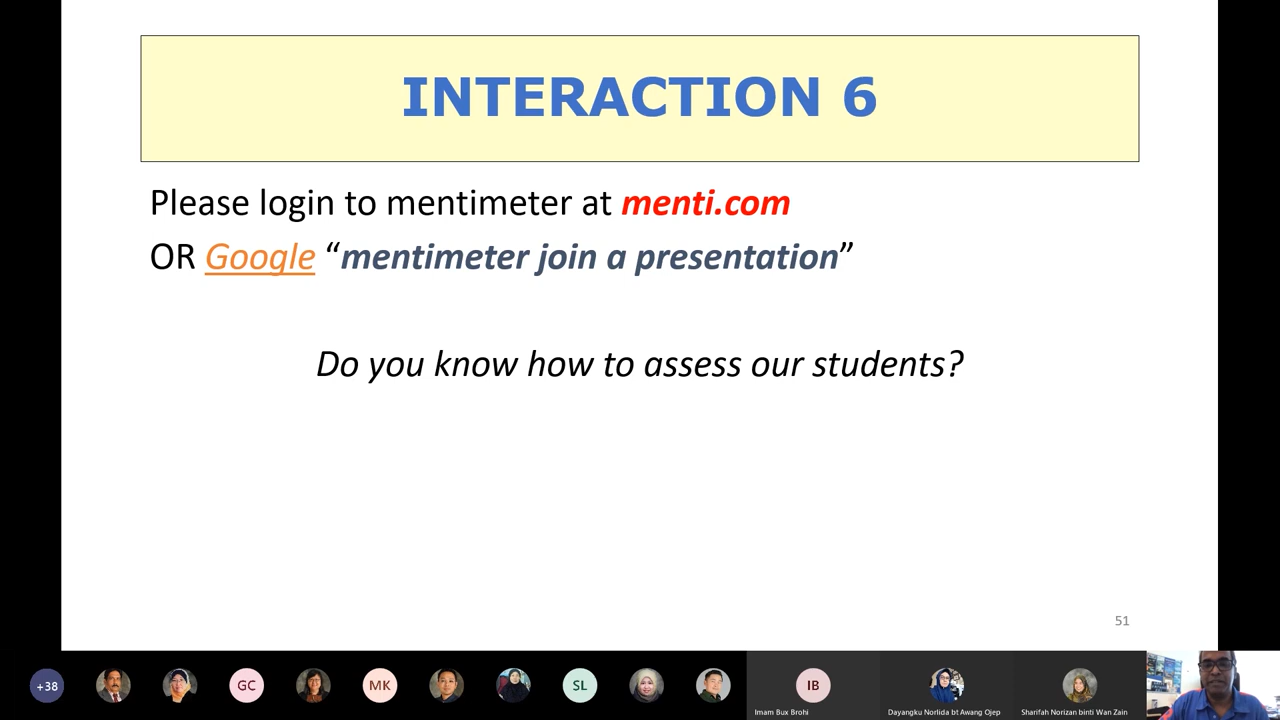 INTERACTION 6
Please login to mentimeter at menti.com
OR Google “mentimeter join a presentation”
Do you know how to assess our students?
51
+38
GC
MK
SL
IB
Imam Bux Brohi
Dayangku Norlida bt Awang Ojep
Sharifah Norizan binti Wan Zain